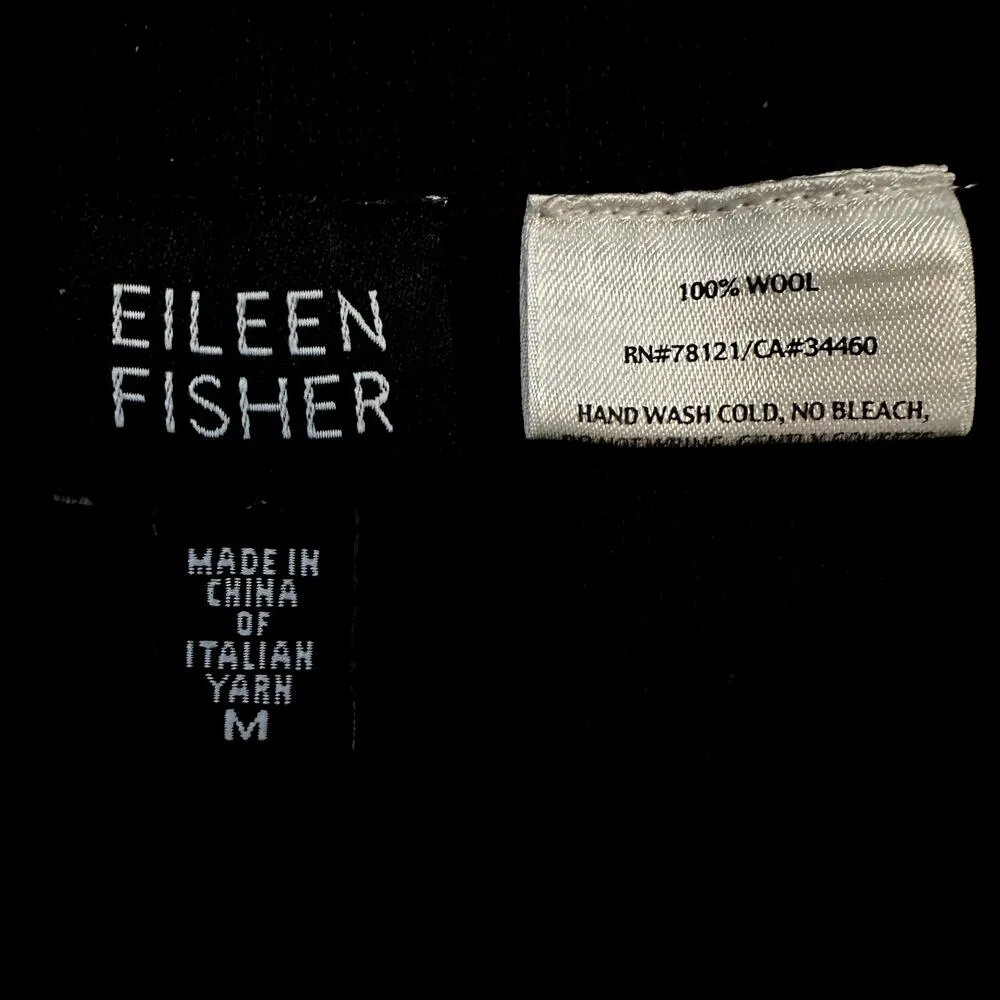 EILEEN
FISHER
MADE IN
CHINA
OF
ITALIAN
YARN
M
100% WOOL
RN#78121/CA#34460
HAND WASH COLD, NO BLEACH,